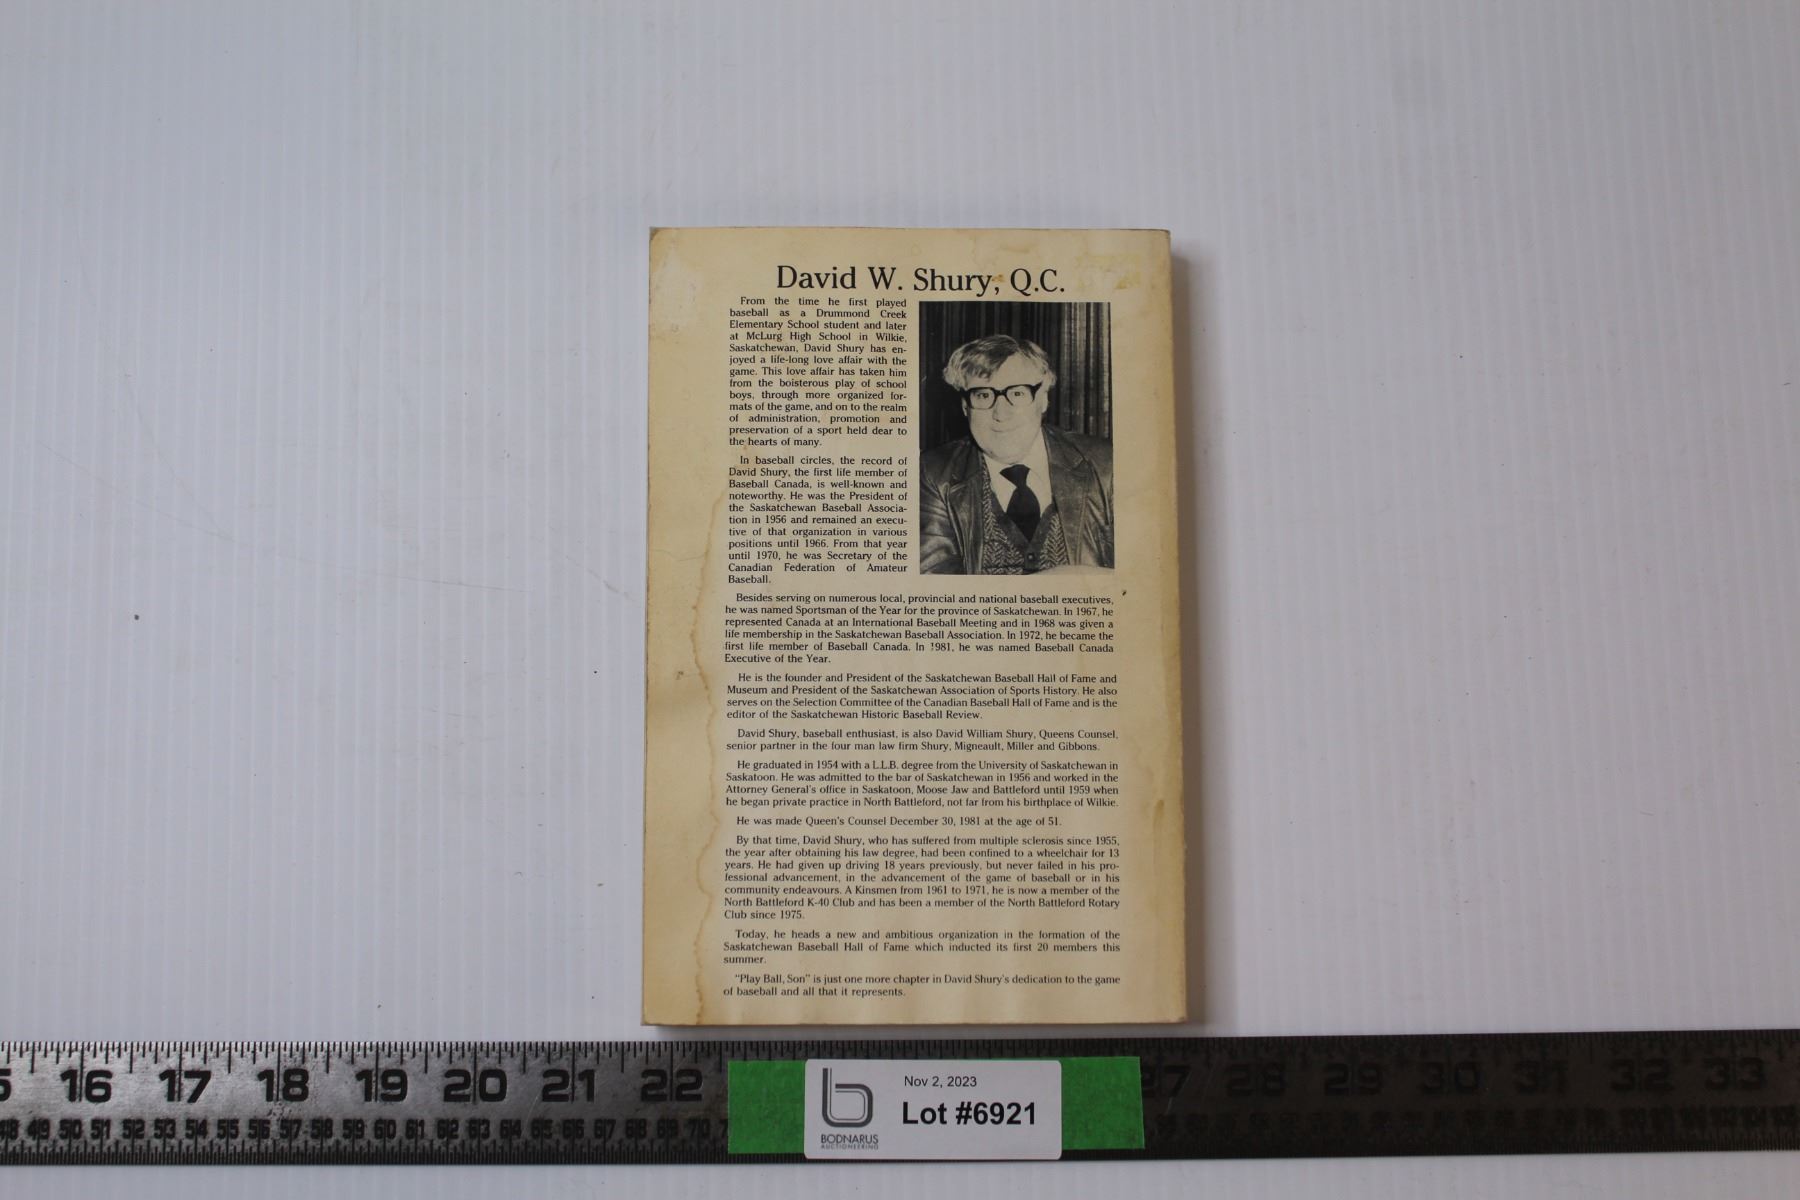 David W. Shury, Q.C.
From the time he first played
baseball as a Drummond Creek
Elementary School student and later
at McLurg High School in Wilkie,
Saskatchewan, David Shury has en-
joyed a life-long love affair with the
game. This love affair has taken him
from the boisterous play of school
boys, through more organized for-
mats of the game, and on to the realm
of administration, promotion and
preservation of a sport held dear to
the hearts of many.
In baseball circles, the record of
David Shury, the first life member of
Baseball Canada, is well-known and
noteworthy. He was the President of
the Saskatchewan Baseball Associa-
tion in 1956 and remained an execu-
tive of that organization in various
positions until 1966. From that year
until 1970, he was Secretary of the
Canadian Federation of Amateur
Baseball.
Besides serving on numerous local, provincial and national baseball executives,
he was named Sportsman of the Year for the province of Saskatchewan. In 1967, he
represented Canada at an International Baseball Meeting and in 1968 was given a
life membership in the Saskatchewan Baseball Association. In 1972, he became the
first life member of Baseball Canada. In 1981, he was named Baseball Canada
Executive of the Year.
He is the founder and President of the Saskatchewan Baseball Hall of Fame and
Museum and President of the Saskatchewan Association of Sports History. He also
serves on the Selection Committee of the Canadian Baseball Hall of Fame and is the
editor of the Saskatchewan Historic Baseball Review.
David Shury, baseball enthusiast, is also David William Shury, Queens Counsel,
senior partner in the four man law firm Shury, Migneault, Miller and Gibbons.
He graduated in 1954 with a L.L.B. degree from the University of Saskatchewan in
Saskatoon. He was admitted to the bar of Saskatchewan in 1956 and worked in the
Attorney General's office in Saskatoon, Moose Jaw and Battleford until 1959 when
he began private practice in North Battleford, not far from his birthplace of Wilkie.
He was made Queen's Counsel December 30, 1981 at the age of 51.
By that time, David Shury, who has suffered from multiple sclerosis since 1955,
the year after obtaining his law degree, had been confined to a wheelchair for 13
years. He had given up driving 18 years previously, but never failed in his pro-
fessional advancement, in the advancement of the game of baseball or in his
community endeavours. A Kinsmen from 1961 to 1971, he is now a member of the
North Battleford K-40 Club and has been a member of the North Battleford Rotary
Club since 1975.
Today, he heads a new and ambitious organization in the formation of the
Saskatchewan Baseball Hall of Fame which inducted its first 20 members this
summer.
"Play Ball, Son" is just one more chapter in David Shury's dedication to the game
of baseball and all that it represents.
16 17 18 19 20 21 22 27 28 29 30 31 32 33
49 50 51 52 53 54 55 56 57 58 59 60 61 62 63 64 65 66 67 68 69 70
Nov 2, 2023
Lot #6921
BODNARUS
AUCTIONEERING